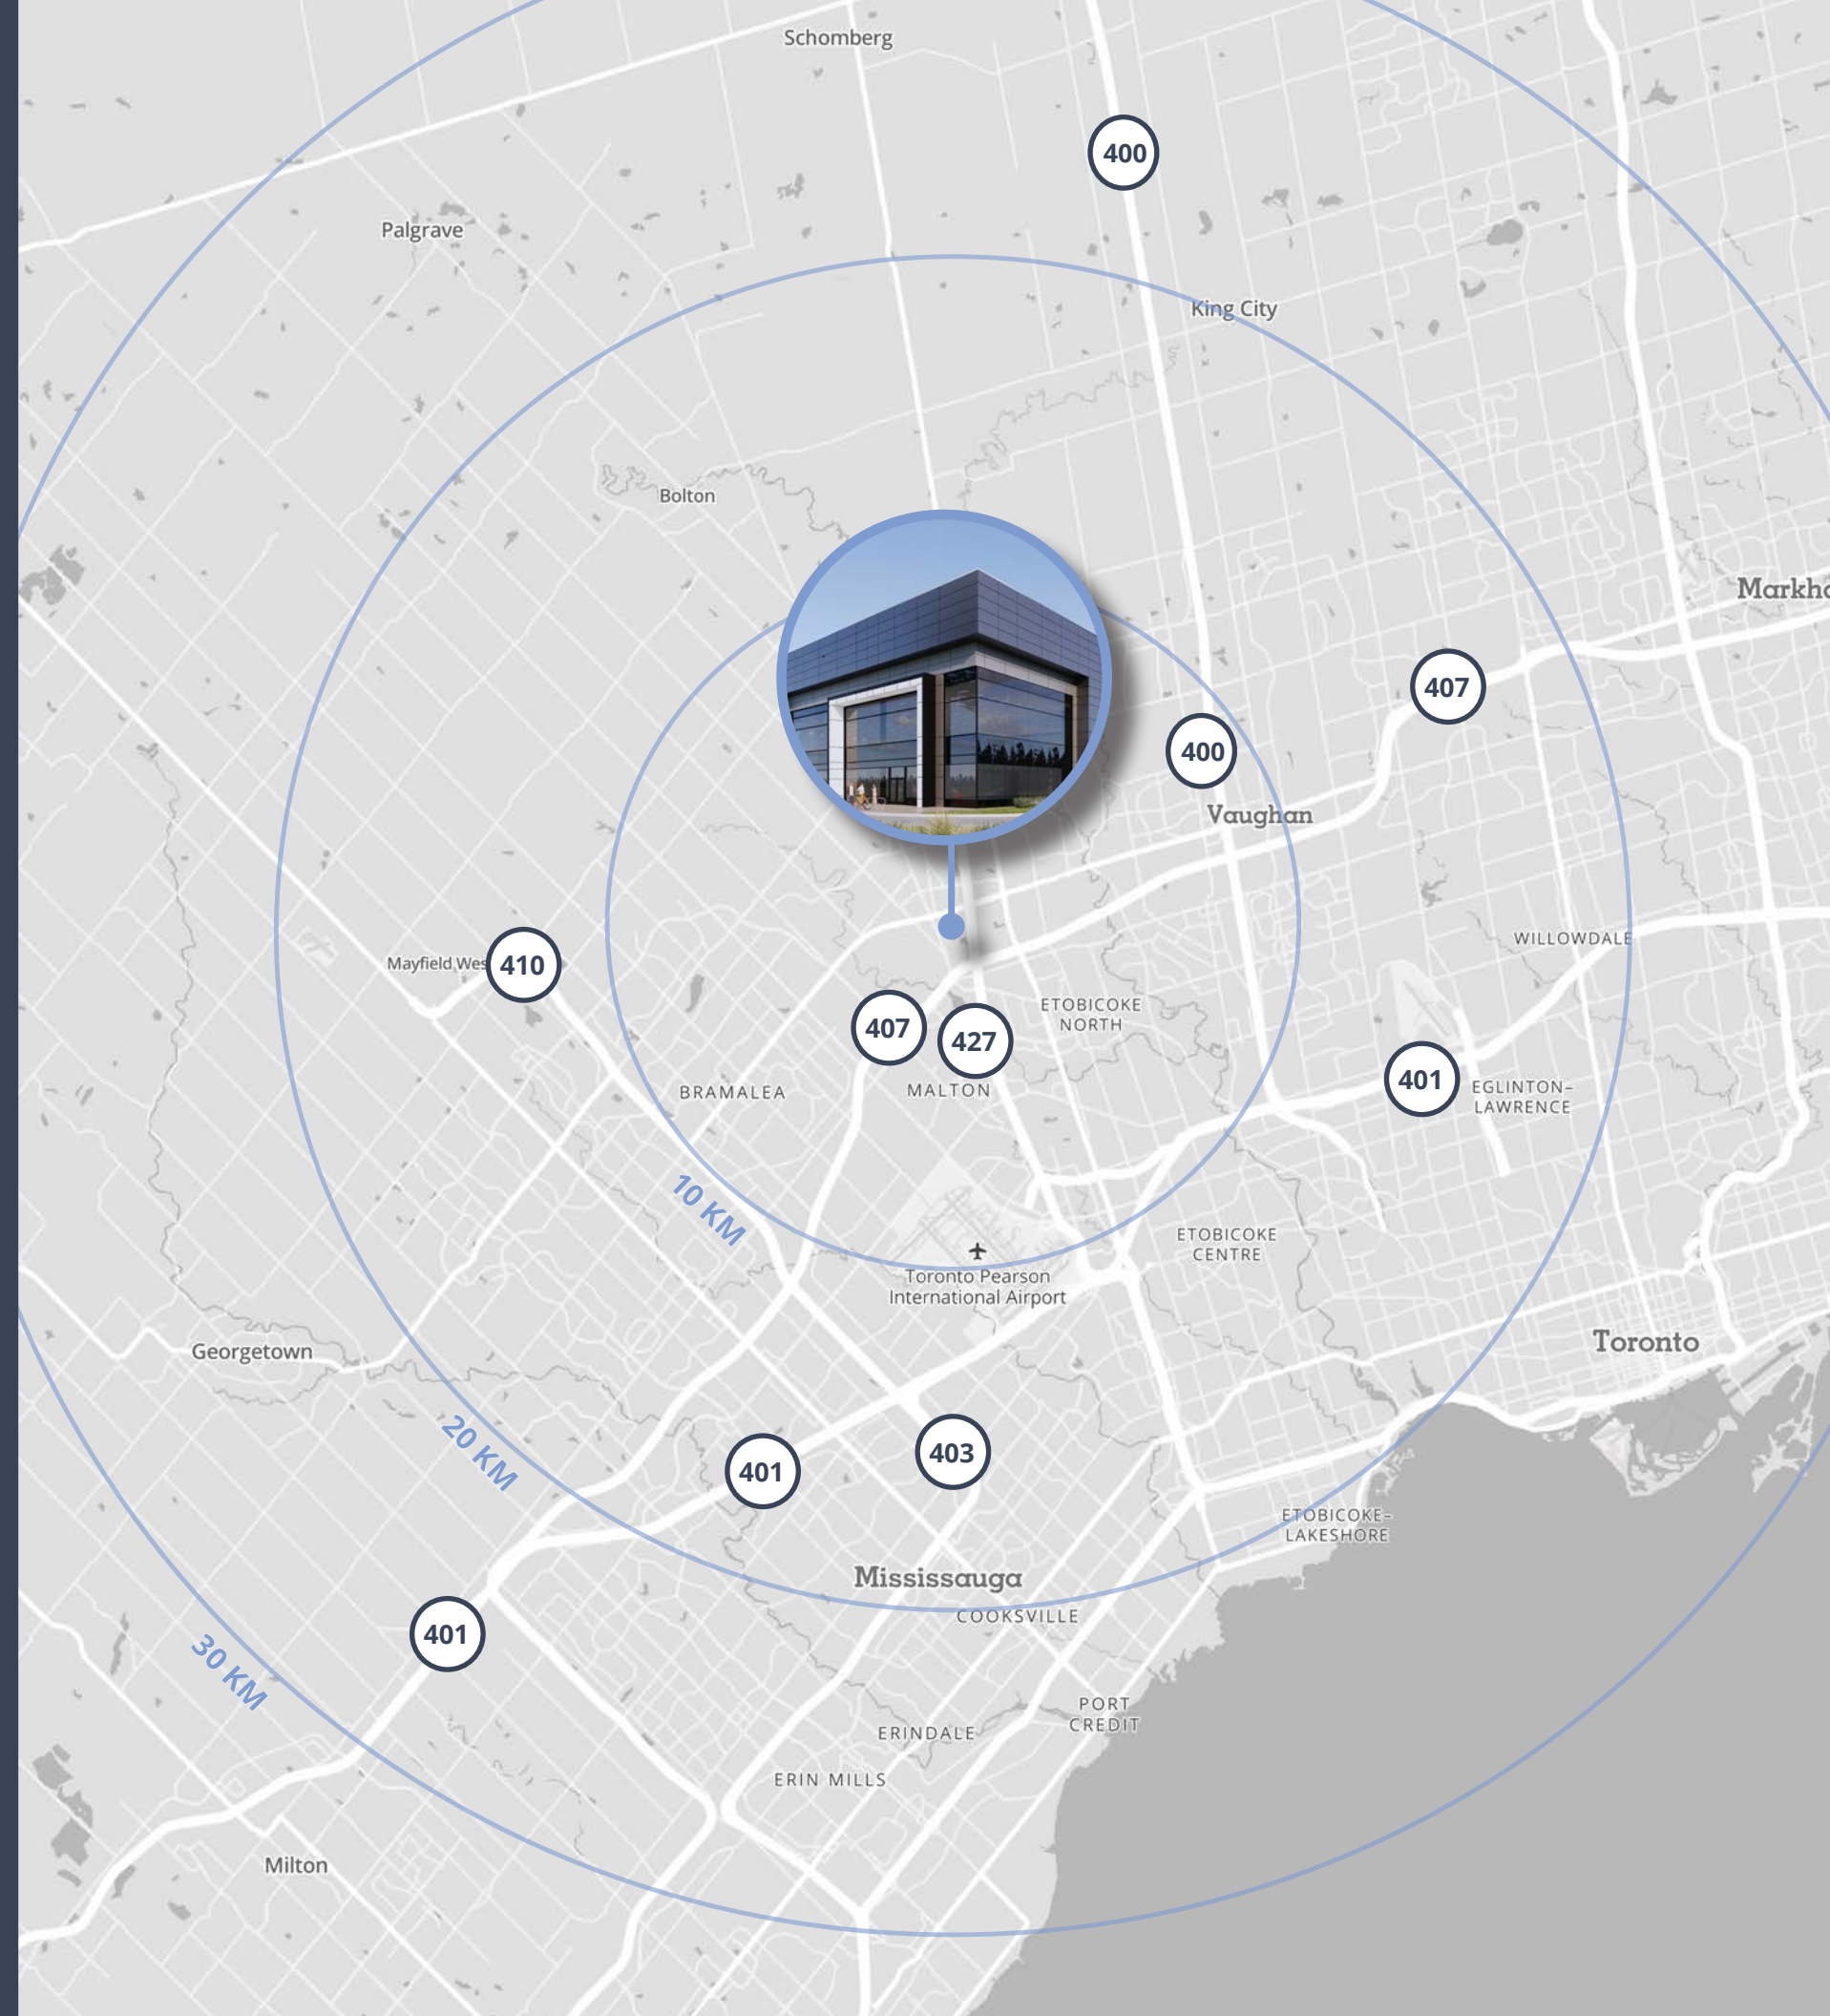 Schomberg
400
Palgrave
King City
Bolton
Markha
407
400
Vaughan
WILLOWDALE
Mayfield Wes
410
ETOBICOKE
NORTH
407
427
MALTON
BRAMALEA
401
EGLINTON-
LAWRENCE
10 KM
ETOBICOKE
CENTRE
Toronto Pearson
International Airport
Toronto
Georgetown
20 KM
401
403
ETOBICOKE-
LAKESHORE
Mississauga
COOKSVILLE
401
30 KM
PORT
CREDIT
ERINDALE
ERIN MILLS
Milton